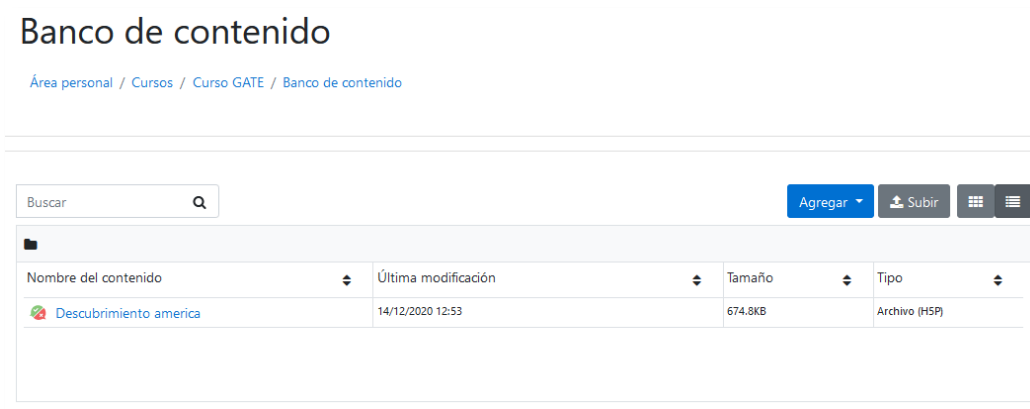 Banco de contenido
Área personal / Cursos / Curso GATE / Banco de contenido
Buscar Agregar Subir
Nombre del contenido Última modificación Tamaño Tipo
Descubrimiento america 14/12/2020 12:53 674.8KB Archivo (H5P)